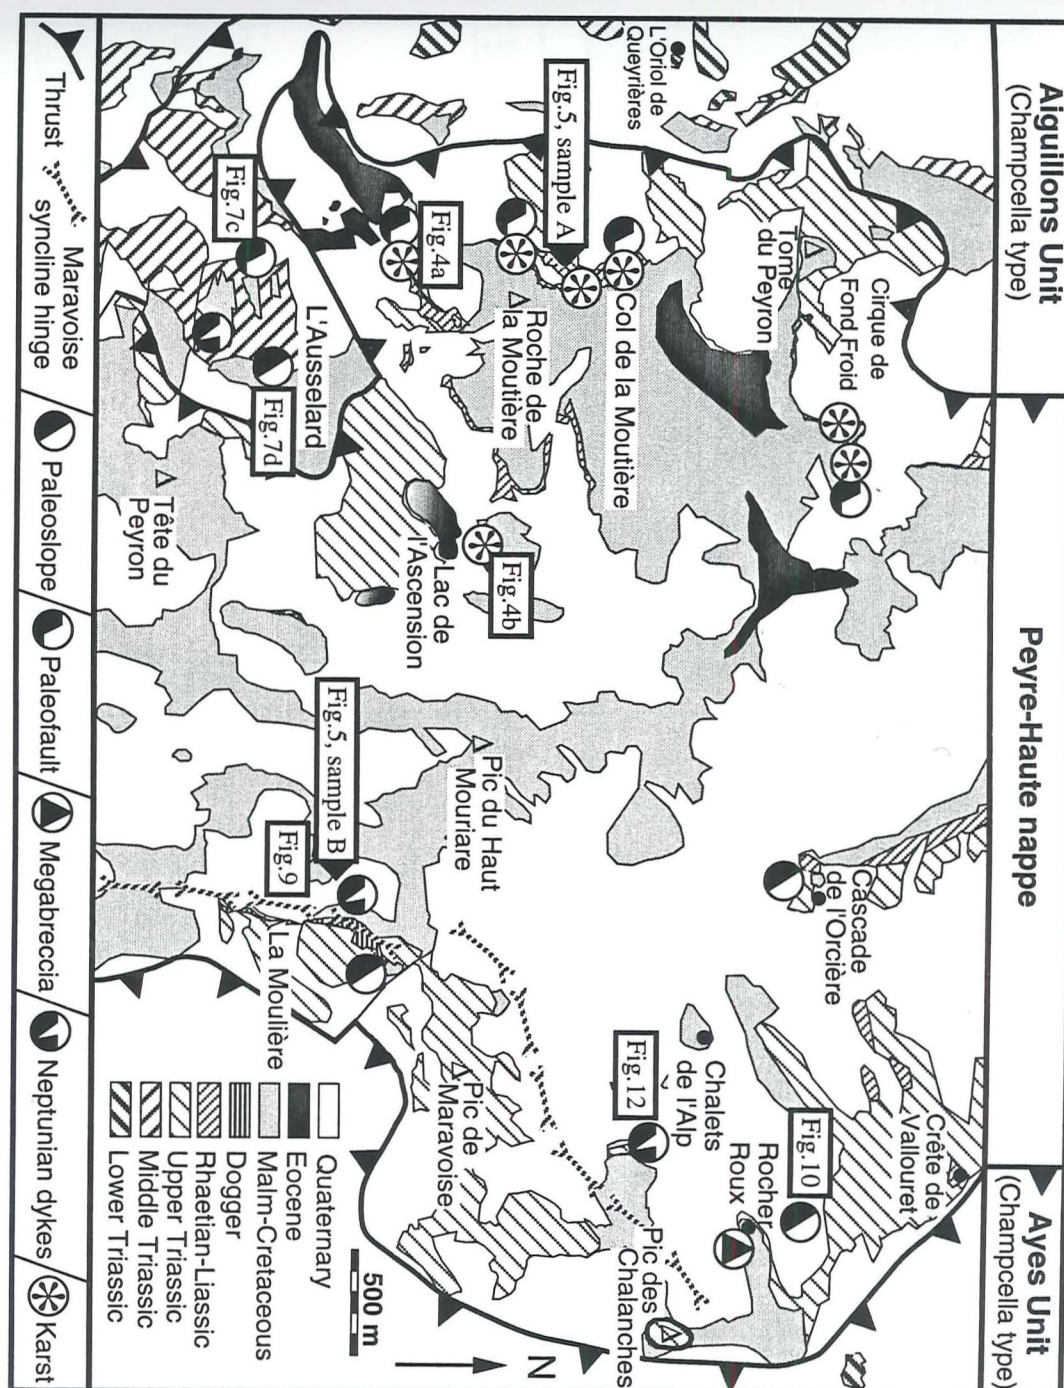 Aiguillons Unit
(Champcella type)
Peyre-Haute nappe
Ayes Unit
(Champcella type)
L'Oriol de
Queyrières
Cirque de
Fond Froid
Tome
du Peyron
Fig.5, sample A
Col de la Moutière
Roche de
la Moutière
Fig.4a
Fig.7c
L'Ausselard
Fig.7d
Tête du
Peyron
Lac de
l'Ascension
Fig.4b
Pic du Haut
Mouriare
Cascade
de l'Orcière
Fig.5, sample B
Fig.9
La Moulière
Pic de
Maravoise
Chalets
de l'Alp
Fig.12
Fig.10
Rocher
Roux
Crête de
Vallouret
Pic des
Chalanches
Quaternary
Eocene
Malm-Cretaceous
Dogger
Rhaetian-Liassic
Upper Triassic
Middle Triassic
Lower Triassic
500 m
N
Thrust
Maravoise
syncline hinge
Paleoslope
Paleofault
Megabreccia
Neptunian dykes
Karst